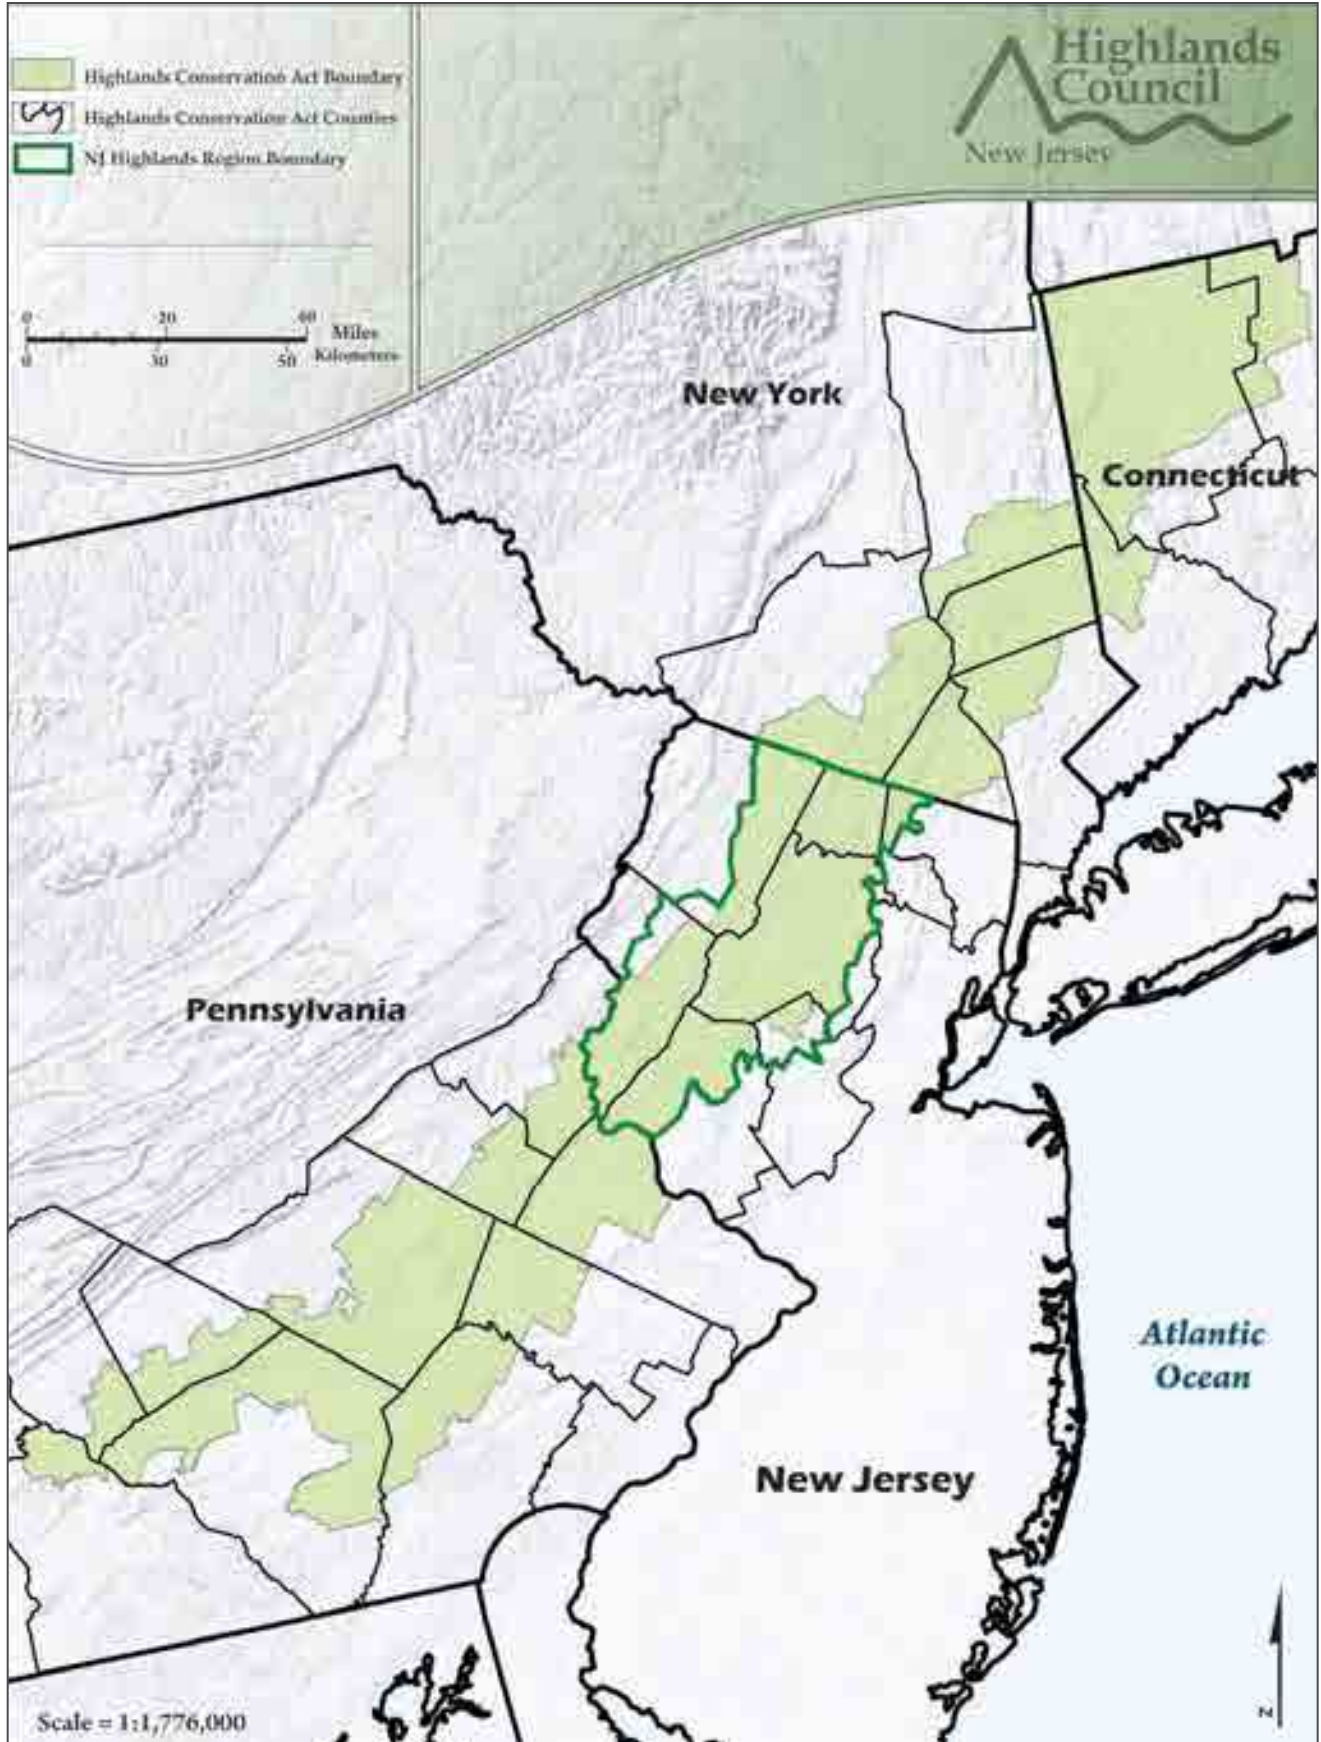 Highlands Conservation Act Boundary
Highlands Conservation Act Counties
NJ Highlands Region Boundary
Highlands
Council
New Jersey
0 20 60
Miles
Kilometers
0 30 50
New York
Connecticut
Pennsylvania
Atlantic
Ocean
New Jersey
Scale = 1:1,776,000
N